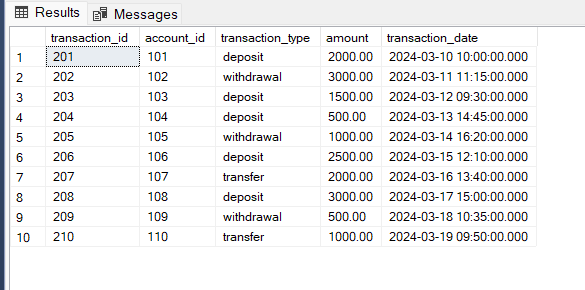 Results Messages
transaction_id account_id transaction_type amount transaction_date
1 201 101 deposit 2000.00 2024-03-10 10:00:00.000
2 202 102 withdrawal 3000.00 2024-03-11 11:15:00.000
3 203 103 deposit 1500.00 2024-03-12 09:30:00.000
4 204 104 deposit 500.00 2024-03-13 14:45:00.000
5 205 105 withdrawal 1000.00 2024-03-14 16:20:00.000
6 206 106 deposit 2500.00 2024-03-15 12:10:00.000
7 207 107 transfer 2000.00 2024-03-16 13:40:00.000
8 208 108 deposit 3000.00 2024-03-17 15:00:00.000
9 209 109 withdrawal 500.00 2024-03-18 10:35:00.000
10 210 110 transfer 1000.00 2024-03-19 09:50:00.000